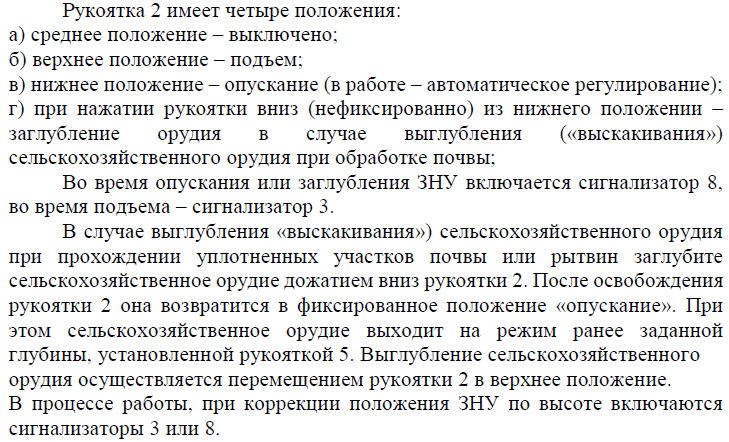 Рукоятка 2 имеет четыре положения:
а) среднее положение – выключено;
б) верхнее положение – подъем;
в) нижнее положение – опускание (в работе – автоматическое регулирование);
г) при нажатии рукоятки вниз (нефиксированно) из нижнего положении –
заглубление орудия в случае выглубления («выскакивания»)
сельскохозяйственного орудия при обработке почвы;
Во время опускания или заглубления ЗНУ включается сигнализатор 8,
во время подъема – сигнализатор 3.
В случае выглубления «выскакивания») сельскохозяйственного орудия
при прохождении уплотненных участков почвы или рытвин заглубите
сельскохозяйственное орудие дожатием вниз рукоятки 2. После освобождения
рукоятки 2 она возвратится в фиксированное положение «опускание». При
этом сельскохозяйственное орудие выходит на режим ранее заданной
глубины, установленной рукояткой 5. Выглубление сельскохозяйственного
орудия осуществляется перемещением рукоятки 2 в верхнее положение.
В процессе работы, при коррекции положения ЗНУ по высоте включаются
сигнализаторы 3 или 8.